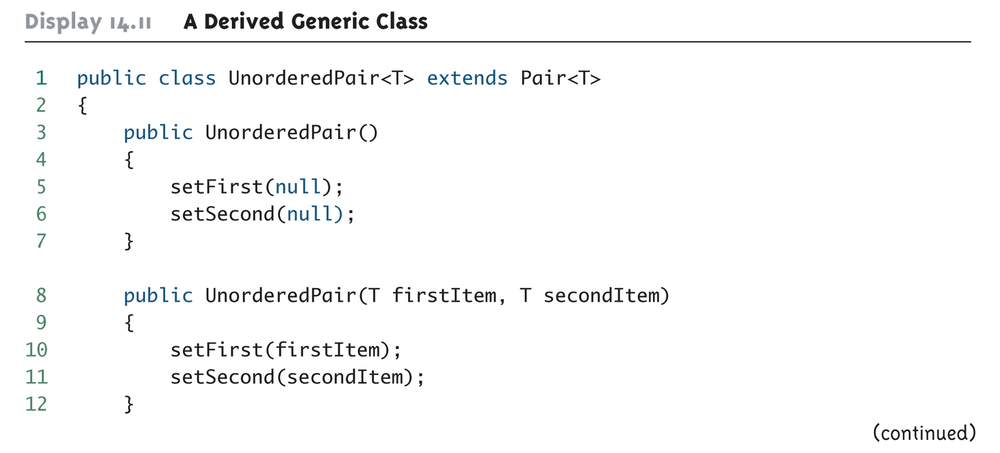 Display 14.11 A Derived Generic Class
1 public class UnorderedPair<T> extends Pair<T>
2 {
3     public UnorderedPair()
4     {
5         setFirst(null);
6         setSecond(null);
7     }
8     public UnorderedPair(T firstItem, T secondItem)
9     {
10         setFirst(firstItem);
11         setSecond(secondItem);
12     }
(continued)